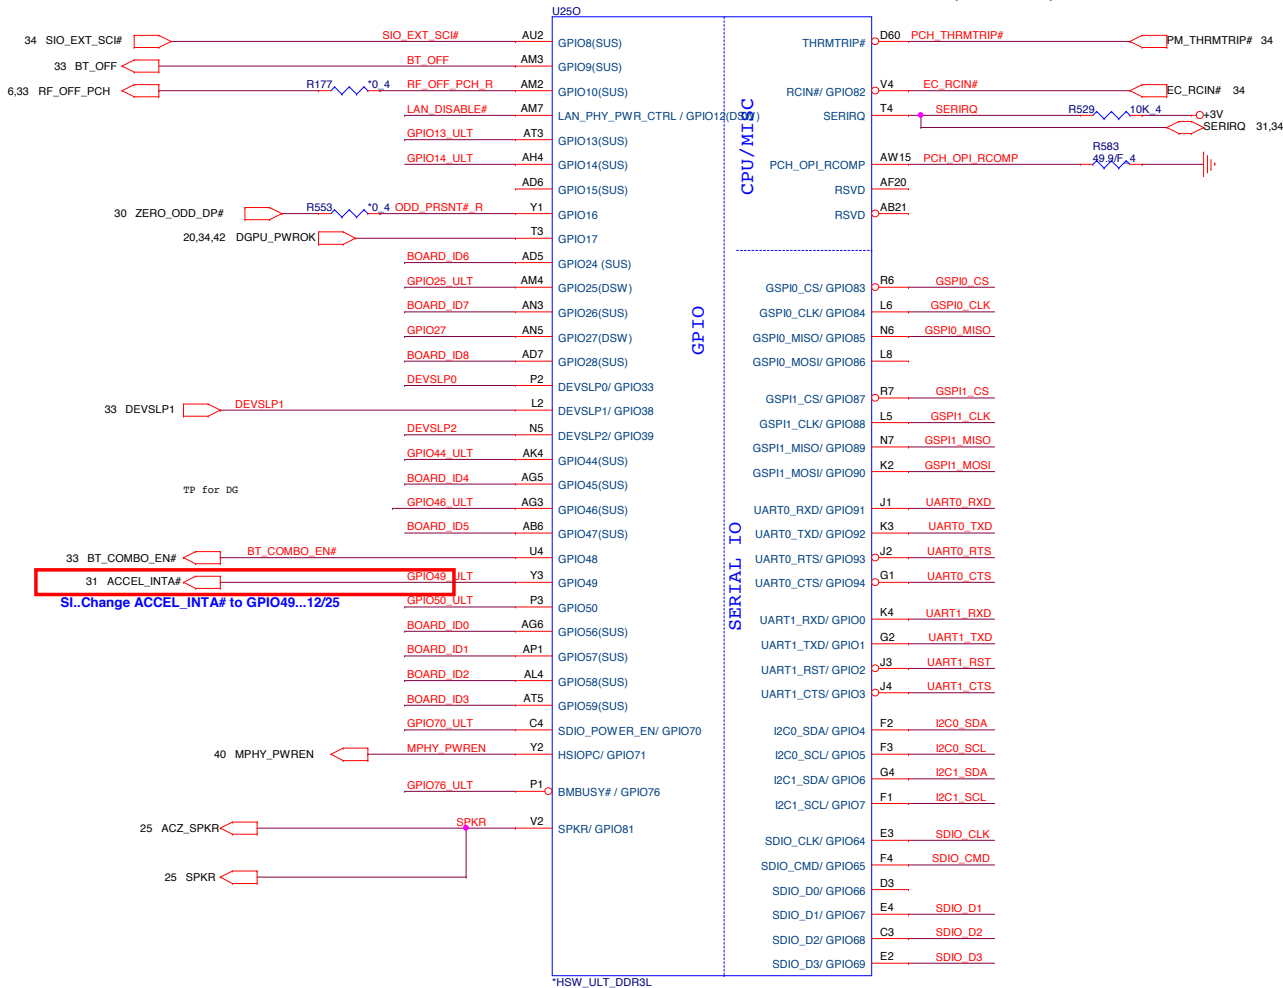 U25O
34 SIO_EXT_SCI# SIO_EXT_SCI# AU2 GPIO8(SUS)
33 BT_OFF BT_OFF AM3 GPIO9(SUS)
6,33 RF_OFF_PCH R177 *0_4 RF_OFF_PCH_R AM2 GPIO10(SUS)
LAN_DISABLE# AM7 LAN_PHY_PWR_CTRL / GPIO12(DSW)
GPIO13_ULT AT3 GPIO13(SUS)
GPIO14_ULT AH4 GPIO14(SUS)
AD6 GPIO15(SUS)
30 ZERO_ODD_DP# R553 *0_4 ODD_PRSNT#_R Y1 GPIO16
20,34,42 DGPU_PWROK T3 GPIO17
BOARD_ID6 AD5 GPIO24 (SUS)
GPIO25_ULT AM4 GPIO25(DSW)
BOARD_ID7 AN3 GPIO26(SUS)
GPIO27 AN5 GPIO27(DSW)
BOARD_ID8 AD7 GPIO28(SUS)
DEVSLP0 P2 DEVSLP0/ GPIO33
33 DEVSLP1 DEVSLP1 L2 DEVSLP1/ GPIO38
DEVSLP2 N5 DEVSLP2/ GPIO39
GPIO44_ULT AK4 GPIO44(SUS)
BOARD_ID4 AG5 GPIO45(SUS)
TP for DG
GPIO46_ULT AG3 GPIO46(SUS)
BOARD_ID5 AB6 GPIO47(SUS)
33 BT_COMBO_EN# BT_COMBO_EN# U4 GPIO48
31 ACCEL_INTA# GPIO49_ULT Y3 GPIO49
SI..Change ACCEL_INTA# to GPIO49...12/25
GPIO50_ULT P3 GPIO50
BOARD_ID0 AG6 GPIO56(SUS)
BOARD_ID1 AP1 GPIO57(SUS)
BOARD_ID2 AL4 GPIO58(SUS)
BOARD_ID3 AT5 GPIO59(SUS)
GPIO70_ULT C4 SDIO_POWER_EN/ GPIO70
40 MPHY_PWREN MPHY_PWREN Y2 HSIOPC/ GPIO71
GPIO76_ULT P1 BMBUSY# / GPIO76
25 ACZ_SPKR SPKR V2 SPKR/ GPIO81
25 SPKR
GPIO
CPU/MISC
SERIAL IO
THRMTRIP# D60 PCH_THRMTRIP# PM_THRMTRIP# 34
RCIN#/ GPIO82 V4 EC_RCIN# EC_RCIN# 34
SERIRQ T4 SERIRQ R529 10K_4 +3V
SERIRQ 31,34
PCH_OPI_RCOMP AW15 PCH_OPI_RCOMP R583 49.9/F_4
RSVD AF20
RSVD AB21
GSPI0_CS/ GPIO83 R6 GSPI0_CS
GSPI0_CLK/ GPIO84 L6 GSPI0_CLK
GSPI0_MISO/ GPIO85 N6 GSPI0_MISO
GSPI0_MOSI/ GPIO86 L8
GSPI1_CS/ GPIO87 R7 GSPI1_CS
GSPI1_CLK/ GPIO88 L5 GSPI1_CLK
GSPI1_MISO/ GPIO89 N7 GSPI1_MISO
GSPI1_MOSI/ GPIO90 K2 GSPI1_MOSI
UART0_RXD/ GPIO91 J1 UART0_RXD
UART0_TXD/ GPIO92 K3 UART0_TXD
UART0_RTS/ GPIO93 J2 UART0_RTS
UART0_CTS/ GPIO94 G1 UART0_CTS
UART1_RXD/ GPIO0 K4 UART1_RXD
UART1_TXD/ GPIO1 G2 UART1_TXD
UART1_RST/ GPIO2 J3 UART1_RST
UART1_CTS/ GPIO3 J4 UART1_CTS
I2C0_SDA/ GPIO4 F2 I2C0_SDA
I2C0_SCL/ GPIO5 F3 I2C0_SCL
I2C1_SDA/ GPIO6 G4 I2C1_SDA
I2C1_SCL/ GPIO7 F1 I2C1_SCL
SDIO_CLK/ GPIO64 E3 SDIO_CLK
SDIO_CMD/ GPIO65 F4 SDIO_CMD
SDIO_D0/ GPIO66 D3
SDIO_D1/ GPIO67 E4 SDIO_D1
SDIO_D2/ GPIO68 C3 SDIO_D2
SDIO_D3/ GPIO69 E2 SDIO_D3
*HSW_ULT_DDR3L